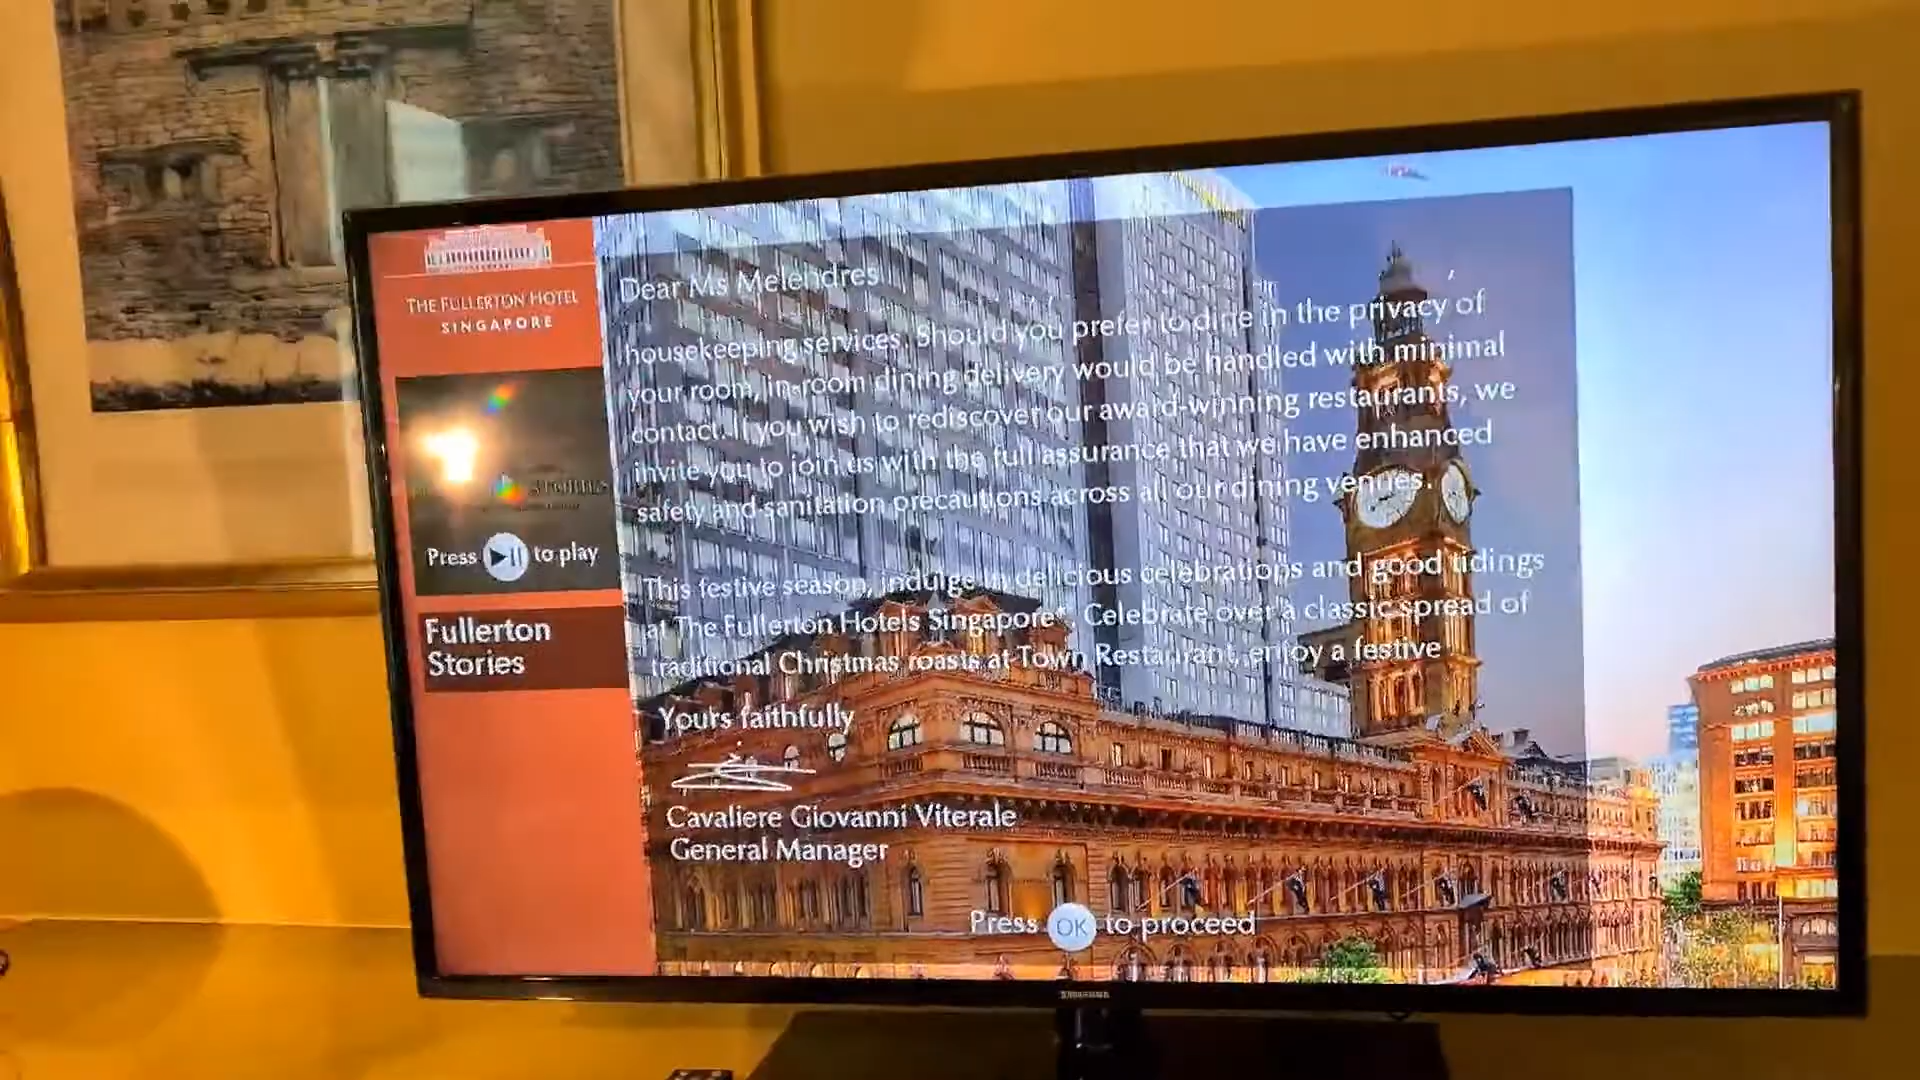 THE FULLERTON HOTEL
SINGAPORE
Press to play
Fullerton
Stories
Dear Ms Melendres
housekeeping services. Should you prefer to dine in the privacy of
your room, in-room dining delivery would be handled with minimal
contact. If you wish to rediscover our award-winning restaurants, we
invite you to join us with the full assurance that we have enhanced
safety and sanitation precautions across all our dining venues.
This festive season, indulge in delicious celebrations and good tidings
at The Fullerton Hotels Singapore*. Celebrate over a classic spread of
traditional Christmas roasts at Town Restaurant, enjoy a festive
Yours faithfully
Cavaliere Giovanni Viterale
General Manager
Press OK to proceed
SAMSUNG